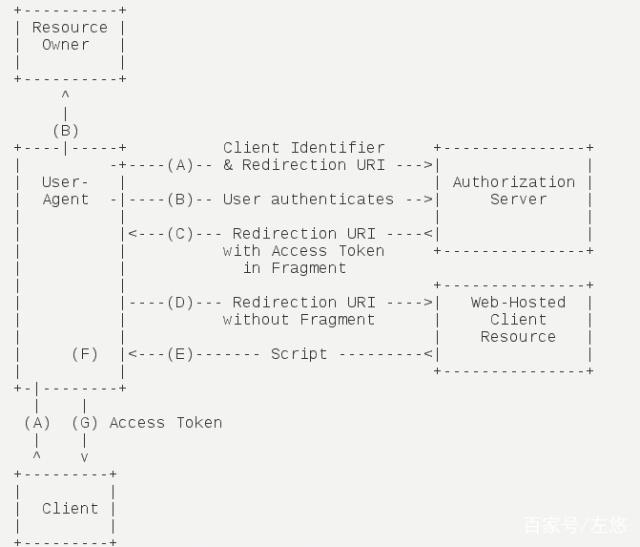 +----------+
| Resource |
|  Owner   |
|          |
+----------+
     ^
     |
    (B)
+----|-----+          Client Identifier     +---------------+
|         -+----(A)-- & Redirection URI --->|               |
|  User-   |                                | Authorization |
|  Agent  -|----(B)-- User authenticates -->|     Server    |
|          |                                |               |
|          |<---(C)--- Redirection URI ----<|               |
|          |          with Access Token     +---------------+
|          |            in Fragment
|          |                                +---------------+
|          |----(D)--- Redirection URI ---->|   Web-Hosted  |
|          |          without Fragment      |     Client    |
|          |                                |    Resource   |
|     (F)  |<---(E)------- Script ---------<|               |
|          |                                +---------------+
+-|--------+
  |    |
 (A)  (G) Access Token
  |    |
  ^    v
+---------+
|         |
|  Client |
|         |
+---------+
百家号/左悠